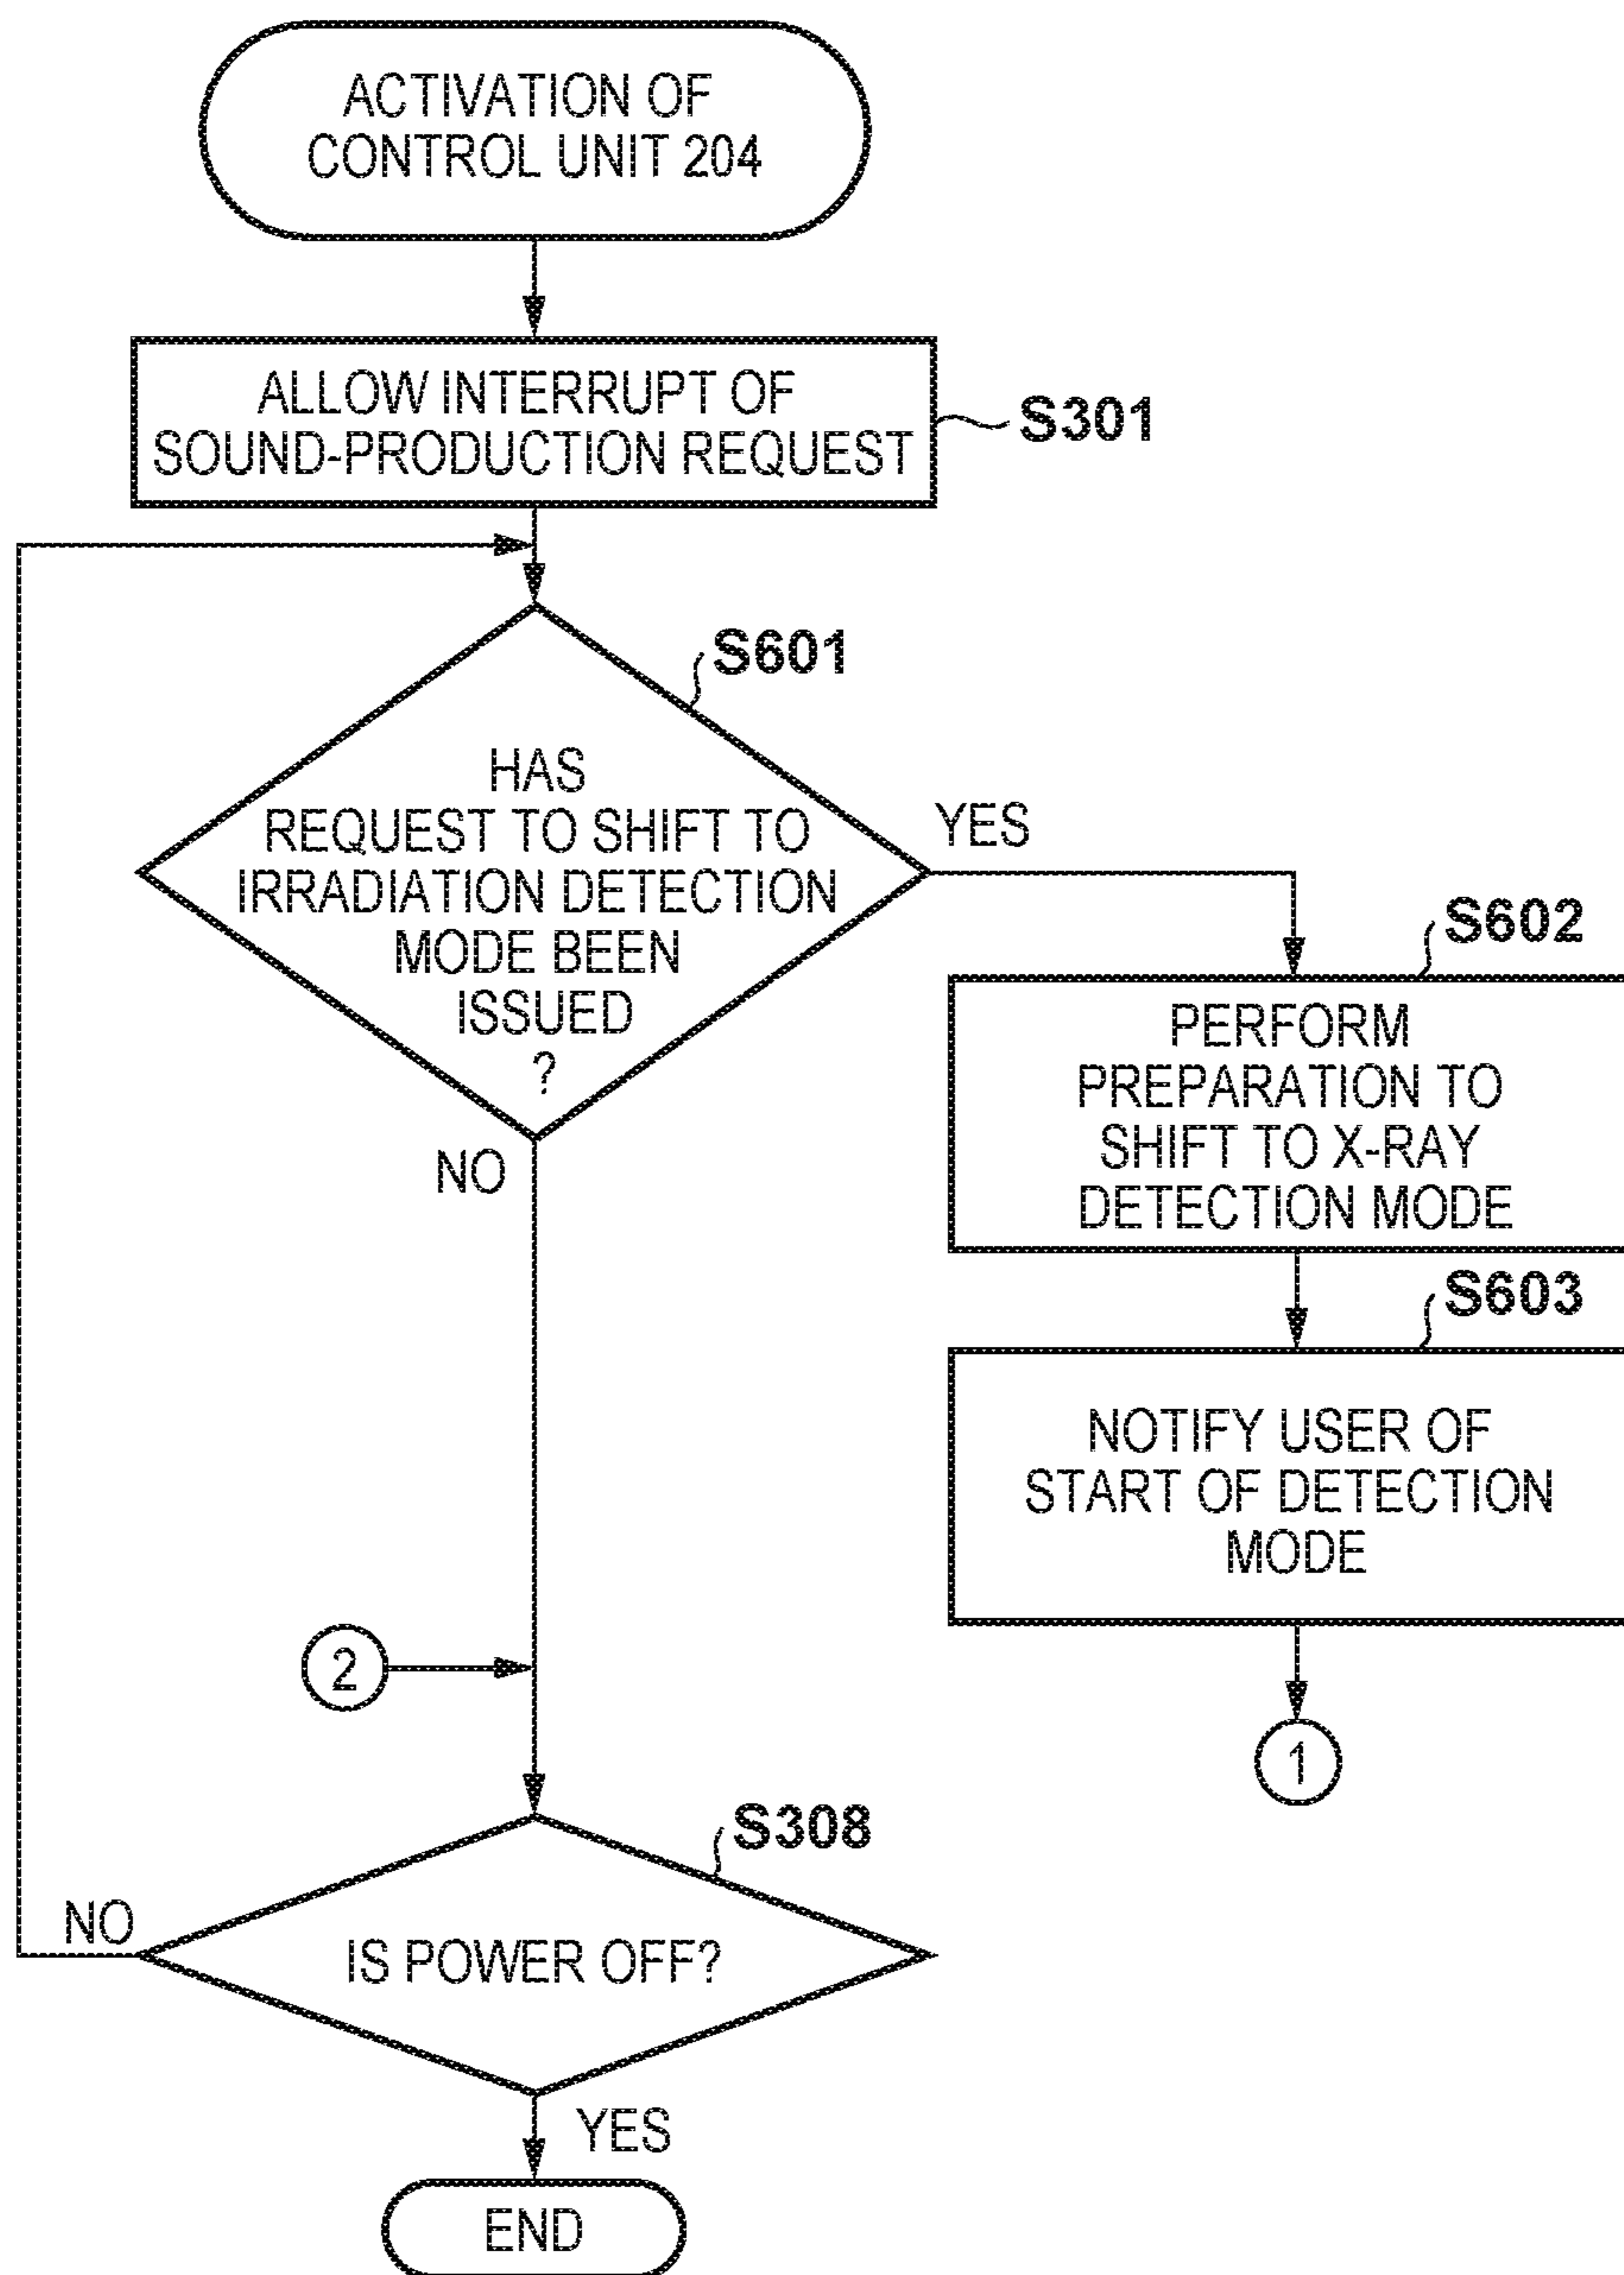 ACTIVATION OF
CONTROL UNIT 204
ALLOW INTERRUPT OF
SOUND-PRODUCTION REQUEST
S301
S601
HAS
REQUEST TO SHIFT TO
IRRADIATION DETECTION
MODE BEEN
ISSUED
?
YES
NO
S602
PERFORM
PREPARATION TO
SHIFT TO X-RAY
DETECTION MODE
S603
NOTIFY USER OF
START OF DETECTION
MODE
1
2
S308
IS POWER OFF?
NO
YES
END